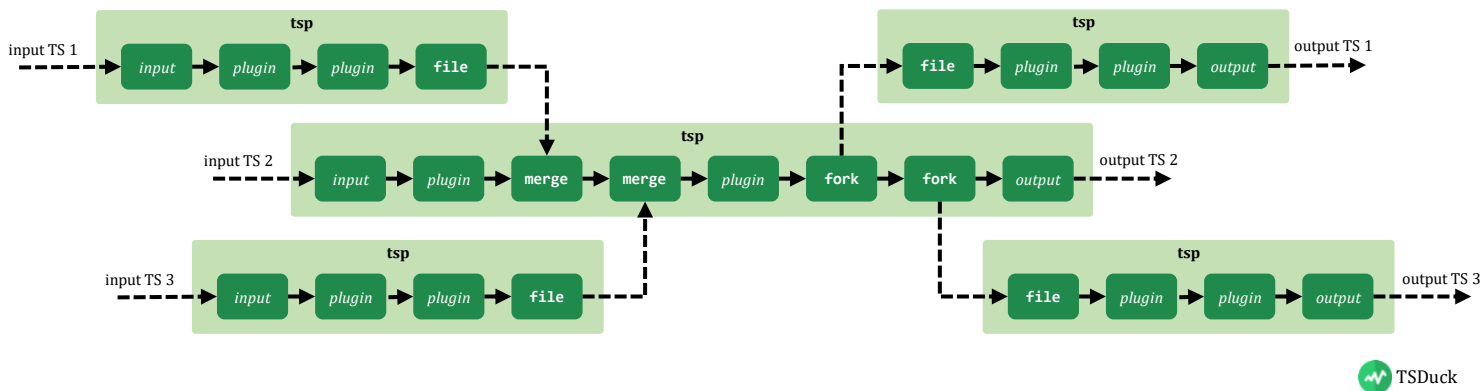 tsp
input TS 1
input
plugin
plugin
file
tsp
file
plugin
plugin
output
output TS 1
tsp
input TS 2
input
plugin
merge
merge
plugin
fork
fork
output
output TS 2
tsp
input TS 3
input
plugin
plugin
file
tsp
file
plugin
plugin
output
output TS 3
TSDuck